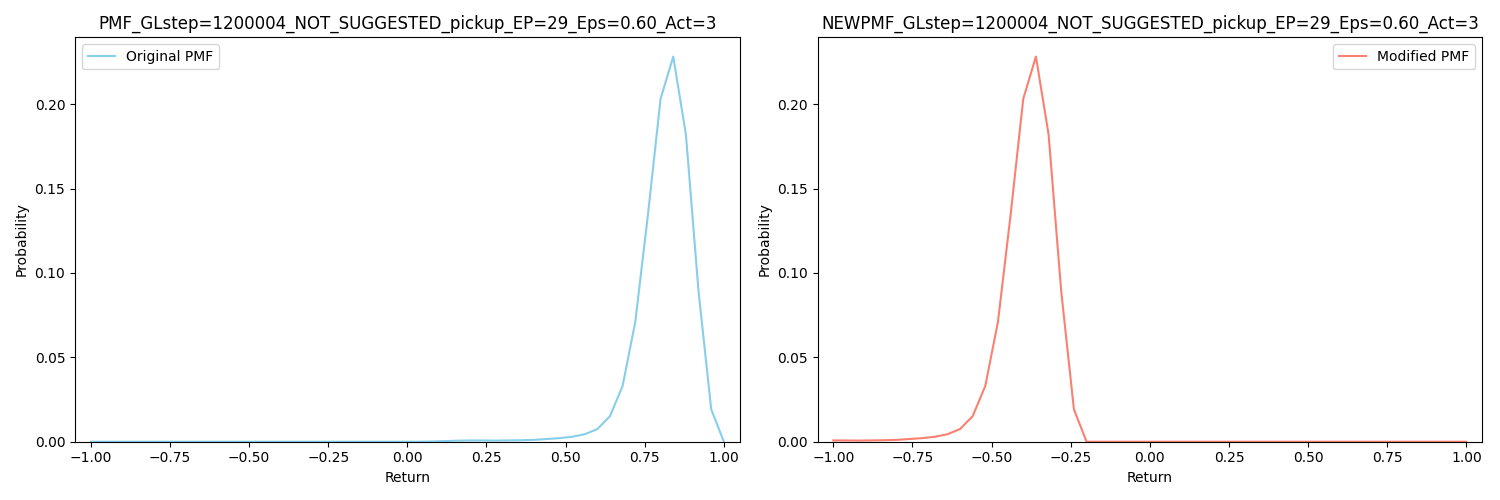 PMF_GLstep=1200004_NOT_SUGGESTED_pickup_EP=29_Eps=0.60_Act=3
Original PMF
Probability
0.20
0.15
0.10
0.05
0.00
−1.00 −0.75 −0.50 −0.25 0.00 0.25 0.50 0.75 1.00
Return
NEWPMF_GLstep=1200004_NOT_SUGGESTED_pickup_EP=29_Eps=0.60_Act=3
Modified PMF
Probability
0.20
0.15
0.10
0.05
0.00
−1.00 −0.75 −0.50 −0.25 0.00 0.25 0.50 0.75 1.00
Return